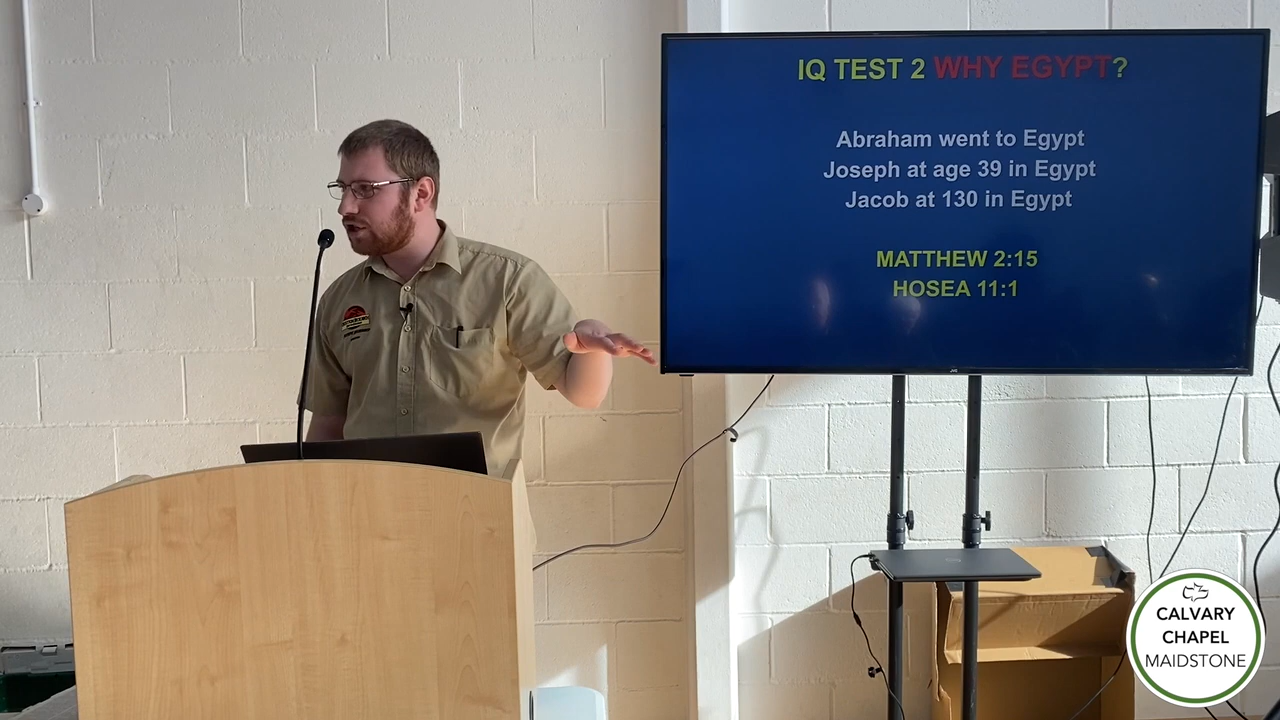 IQ TEST 2 WHY EGYPT?
Abraham went to Egypt
Joseph at age 39 in Egypt
Jacob at 130 in Egypt
MATTHEW 2:15
HOSEA 11:1
JVC
CALVARY
CHAPEL
MAIDSTONE